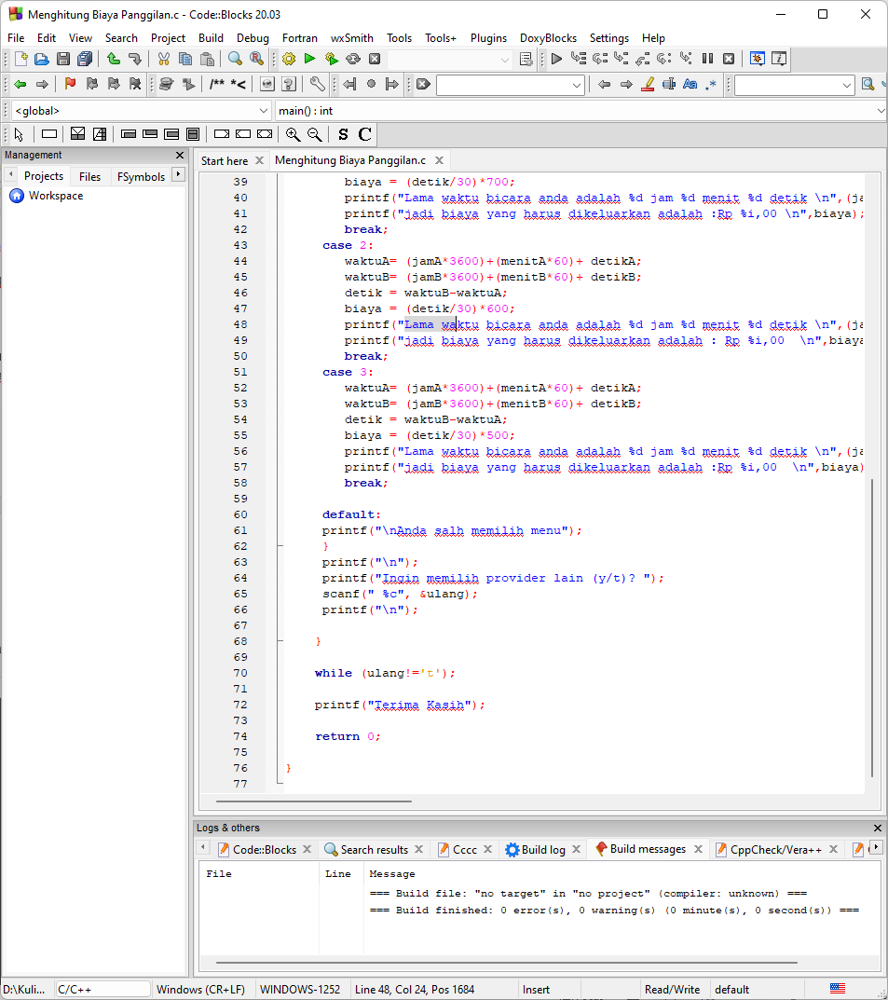 Menghitung Biaya Panggilan.c - Code::Blocks 20.03
File Edit View Search Project Build Debug Fortran wxSmith Tools Tools+ Plugins DoxyBlocks Settings Help
/** *<
Aa .*
<global> main() : int
S C
Management
Projects Files FSymbols
Workspace
Start here Menghitung Biaya Panggilan.c
39 biaya = (detik/30)*700;
40 printf("Lama waktu bicara anda adalah %d jam %d menit %d detik \n",(ja
41 printf("jadi biaya yang harus dikeluarkan adalah :Rp %i,00 \n",biaya);
42 break;
43 case 2:
44 waktuA= (jamA*3600)+(menitA*60)+ detikA;
45 waktuB= (jamB*3600)+(menitB*60)+ detikB;
46 detik = waktuB-waktuA;
47 biaya = (detik/30)*600;
48 printf("Lama waktu bicara anda adalah %d jam %d menit %d detik \n",(ja
49 printf("jadi biaya yang harus dikeluarkan adalah : Rp %i,00  \n",biaya
50 break;
51 case 3:
52 waktuA= (jamA*3600)+(menitA*60)+ detikA;
53 waktuB= (jamB*3600)+(menitB*60)+ detikB;
54 detik = waktuB-waktuA;
55 biaya = (detik/30)*500;
56 printf("Lama waktu bicara anda adalah %d jam %d menit %d detik \n",(ja
57 printf("jadi biaya yang harus dikeluarkan adalah :Rp %i,00  \n",biaya)
58 break;
59
60 default:
61 printf("\nAnda salh memilih menu");
62 }
63 printf("\n");
64 printf("Ingin memilih provider lain (y/t)? ");
65 scanf(" %c", &ulang);
66 printf("\n");
67
68 }
69
70 while (ulang!='t');
71
72 printf("Terima Kasih");
73
74 return 0;
75
76 }
77
Logs & others
Code::Blocks Search results Cccc Build log Build messages CppCheck/Vera++
File Line Message
=== Build file: "no target" in "no project" (compiler: unknown) ===
=== Build finished: 0 error(s), 0 warning(s) (0 minute(s), 0 second(s)) ===
D:\Kuli... C/C++ Windows (CR+LF) WINDOWS-1252 Line 48, Col 24, Pos 1684 Insert Read/Write default